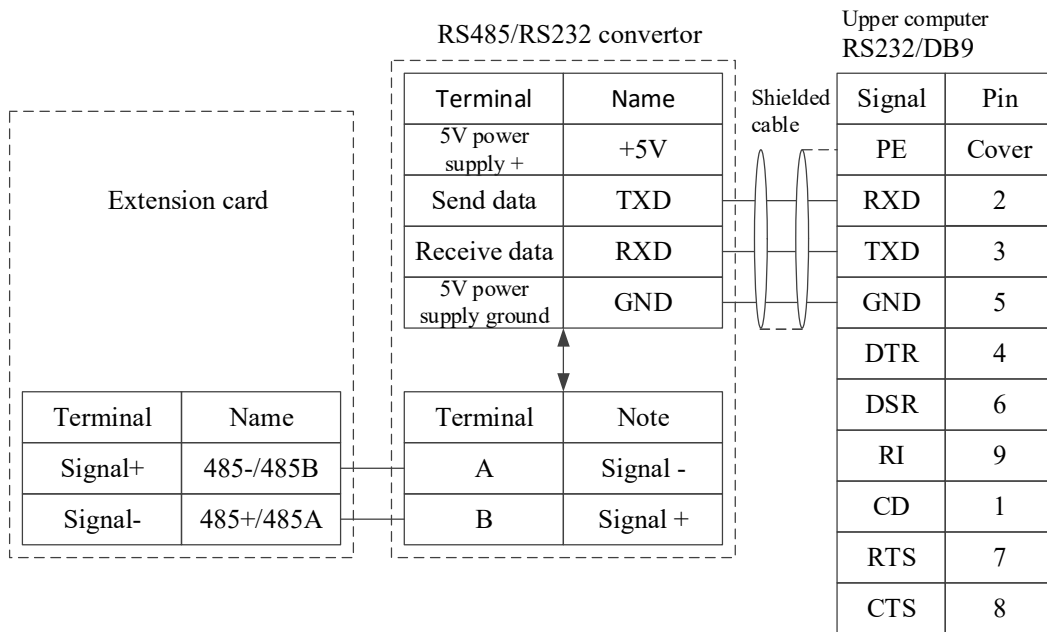 Upper computer
RS485/RS232 convertor
RS232/DB9
Terminal Name
5V power
supply +
+5V
Send data TXD
Receive data RXD
5V power
supply ground
GND
Shielded
cable
Signal Pin
PE Cover
RXD 2
TXD 3
GND 5
DTR 4
DSR 6
RI 9
CD 1
RTS 7
CTS 8
Extension card
Terminal Name
Signal+ 485-/485B
Signal- 485+/485A
Terminal Note
A Signal -
B Signal +